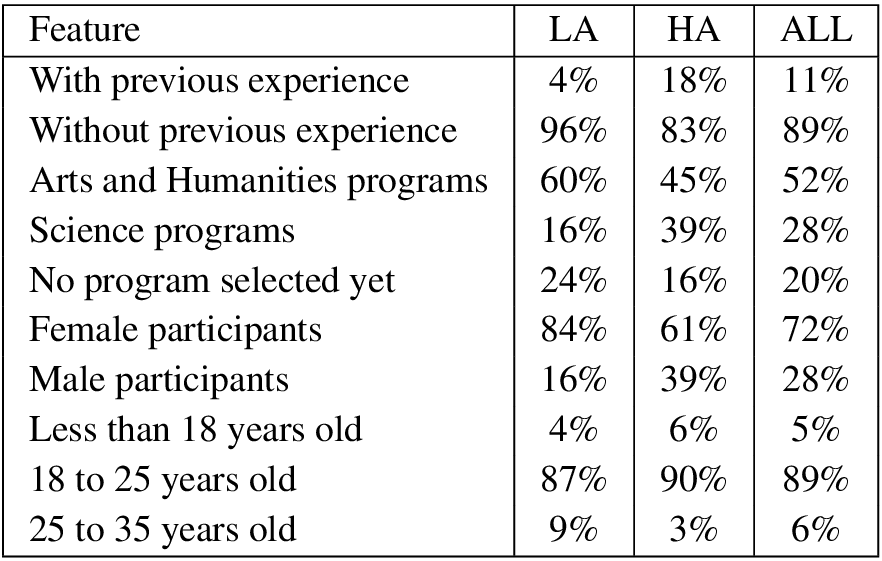 Feature LA HA ALL
With previous experience 4% 18% 11%
Without previous experience 96% 83% 89%
Arts and Humanities programs 60% 45% 52%
Science programs 16% 39% 28%
No program selected yet 24% 16% 20%
Female participants 84% 61% 72%
Male participants 16% 39% 28%
Less than 18 years old 4% 6% 5%
18 to 25 years old 87% 90% 89%
25 to 35 years old 9% 3% 6%